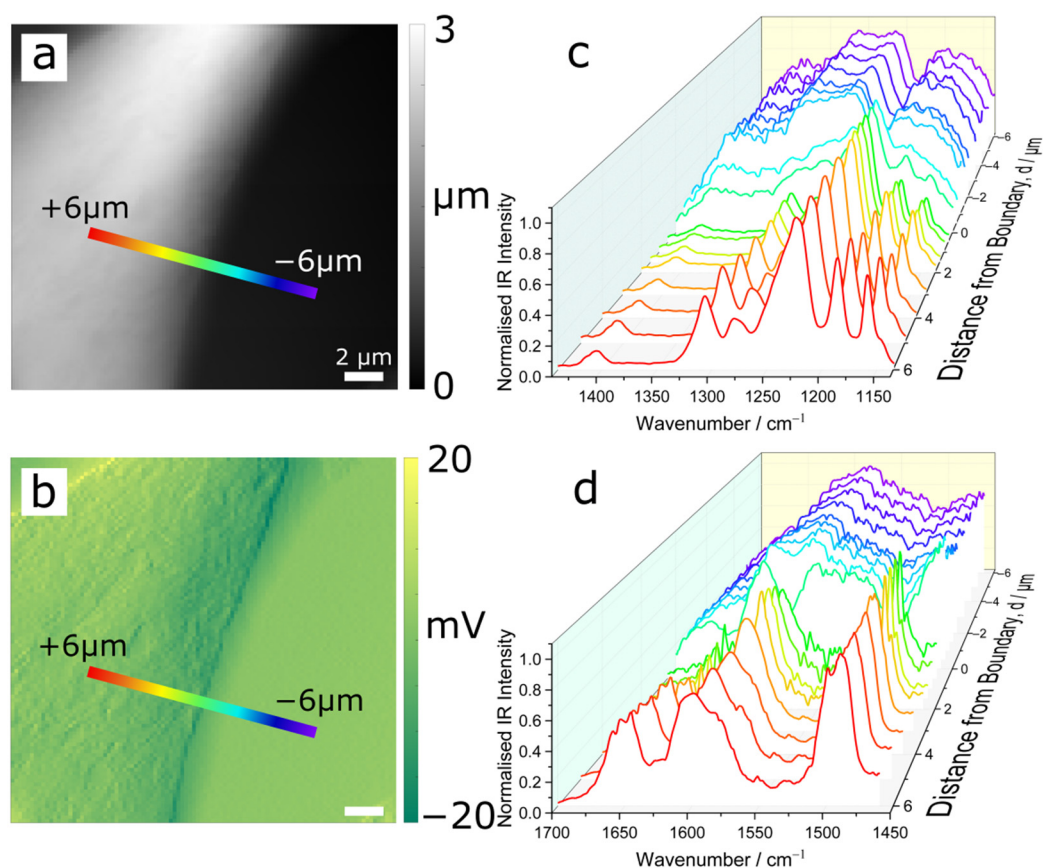 a
3
μm
0
+6μm
−6μm
2 μm
b
20
mV
−20
+6μm
−6μm
c
Normalised IR Intensity
1.0
0.8
0.6
0.4
0.2
0.0
1400
1350
1300
1250
1200
1150
Wavenumber / cm⁻¹
−6
−4
−2
0
2
4
6
Distance from Boundary, d / μm
d
Normalised IR Intensity
1.0
0.8
0.6
0.4
0.2
0.0
1700
1650
1600
1550
1500
1450
Wavenumber / cm⁻¹
−6
−4
−2
0
2
4
6
Distance from Boundary, d / μm